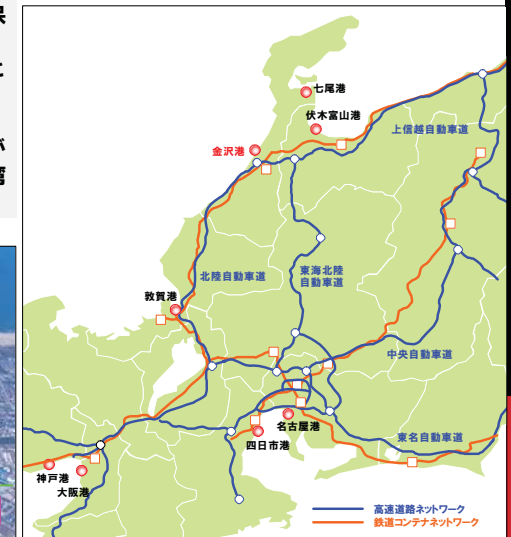 保
と
が
湾
七尾港
伏木富山港
上信越自動車道
金沢港
北陸自動車道
東海北陸
自動車道
敦賀港
中央自動車道
名古屋港
東名自動車道
四日市港
神戸港
大阪港
高速道路ネットワーク
鉄道コンテナネットワーク